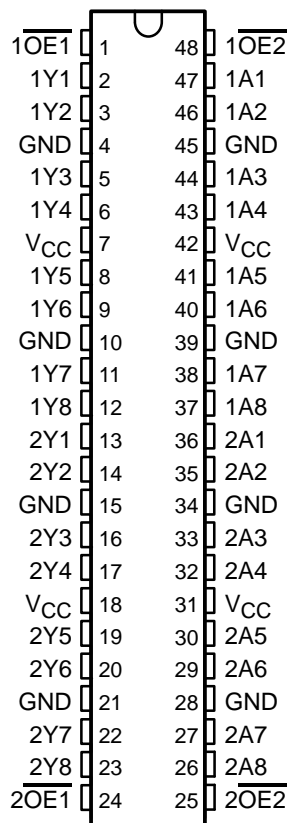 1OE1 1 48 1OE2
1Y1 2 47 1A1
1Y2 3 46 1A2
GND 4 45 GND
1Y3 5 44 1A3
1Y4 6 43 1A4
VCC 7 42 VCC
1Y5 8 41 1A5
1Y6 9 40 1A6
GND 10 39 GND
1Y7 11 38 1A7
1Y8 12 37 1A8
2Y1 13 36 2A1
2Y2 14 35 2A2
GND 15 34 GND
2Y3 16 33 2A3
2Y4 17 32 2A4
VCC 18 31 VCC
2Y5 19 30 2A5
2Y6 20 29 2A6
GND 21 28 GND
2Y7 22 27 2A7
2Y8 23 26 2A8
2OE1 24 25 2OE2